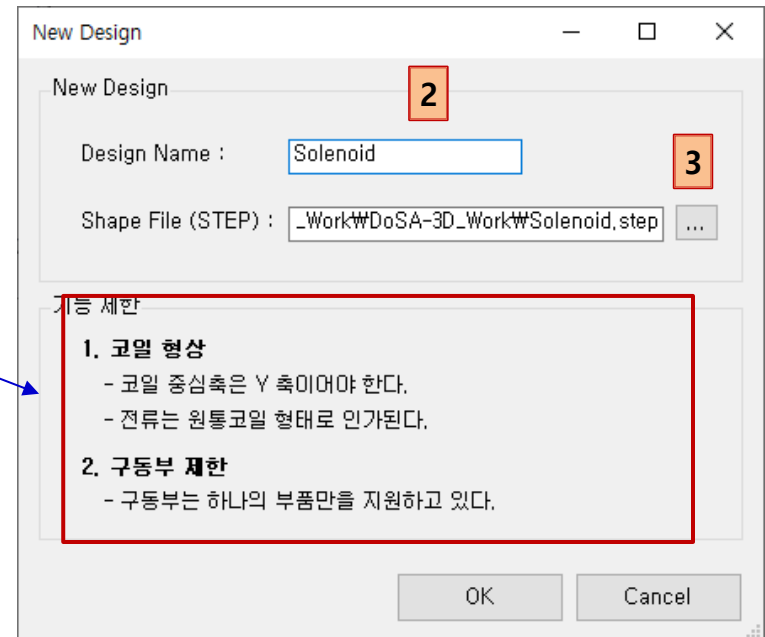 New Design
New Design
2
Design Name :
Solenoid
3
Shape File (STEP) :
_Work₩DoSA-3D_Work₩Solenoid.step
...
기능 제한
1. 코일 형상
- 코일 중심축은 Y 축이어야 한다.
- 전류는 원통코일 형태로 인가된다.
2. 구동부 제한
- 구동부는 하나의 부품만을 지원하고 있다.
OK
Cancel